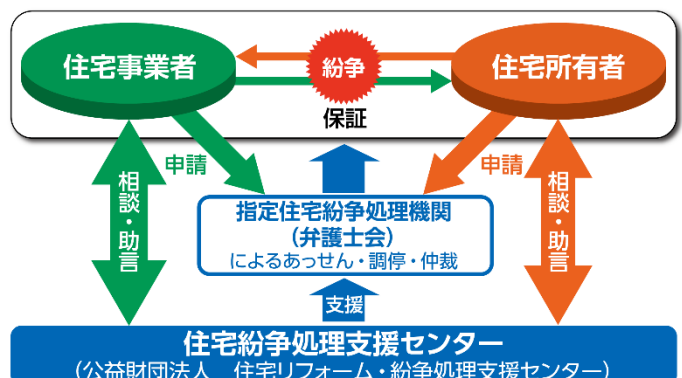 住宅事業者
紛争
住宅所有者
保証
申請
申請
相談・助言
相談・助言
指定住宅紛争処理機関
（弁護士会）
によるあっせん・調停・仲裁
支援
住宅紛争処理支援センター
（公益財団法人　住宅リフォーム・紛争処理支援センター）